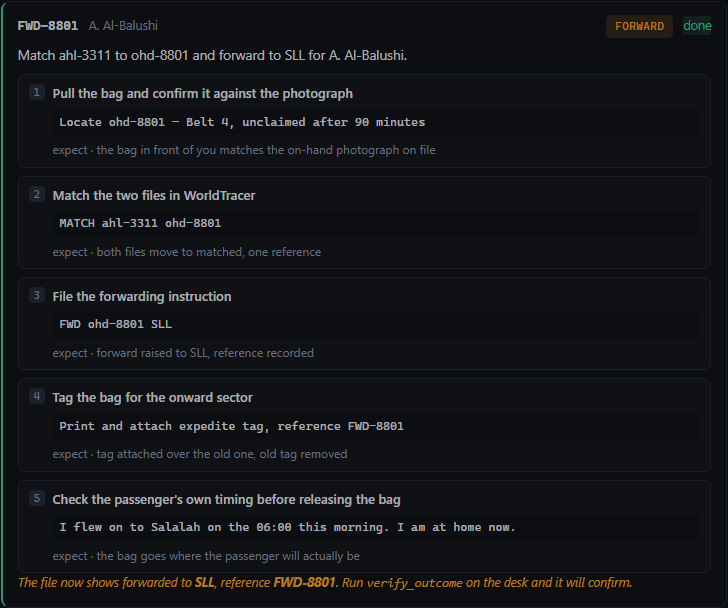 FWD-8801 A. Al-Balushi FORWARD done
Match ahl-3311 to ohd-8801 and forward to SLL for A. Al-Balushi.
1 Pull the bag and confirm it against the photograph
Locate ohd-8801 — Belt 4, unclaimed after 90 minutes
expect · the bag in front of you matches the on-hand photograph on file
2 Match the two files in WorldTracer
MATCH ahl-3311 ohd-8801
expect · both files move to matched, one reference
3 File the forwarding instruction
FWD ohd-8801 SLL
expect · forward raised to SLL, reference recorded
4 Tag the bag for the onward sector
Print and attach expedite tag, reference FWD-8801
expect · tag attached over the old one, old tag removed
5 Check the passenger's own timing before releasing the bag
I flew on to Salalah on the 06:00 this morning. I am at home now.
expect · the bag goes where the passenger will actually be
The file now shows forwarded to SLL, reference FWD-8801. Run verify_outcome on the desk and it will confirm.